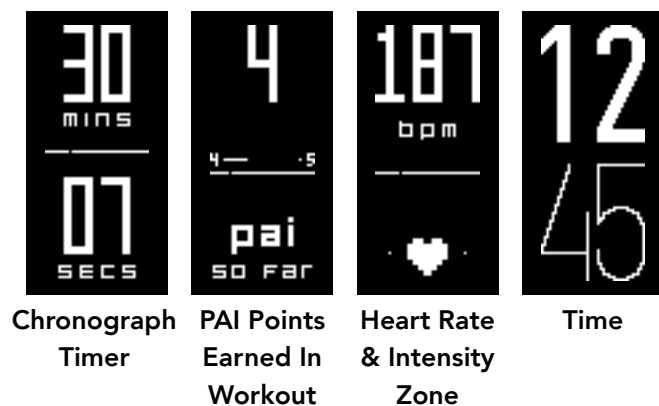 30
mins
07
secs
Chronograph
Timer
4
4 5
pai
so far
PAI Points
Earned In
Workout
187
bpm
Heart Rate
& Intensity
Zone
12
45
Time